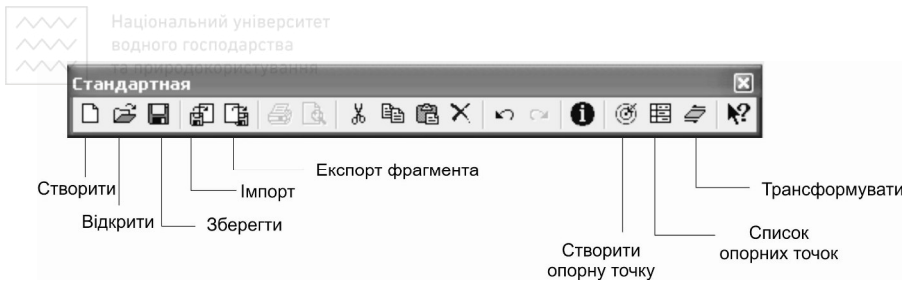 Національний університет
водного господарства
та природокористування
Стандартная
Експорт фрагмента
Створити
Імпорт
Трансформувати
Відкрити
Зберегти
Створити
опорну точку
Список
опорних точок